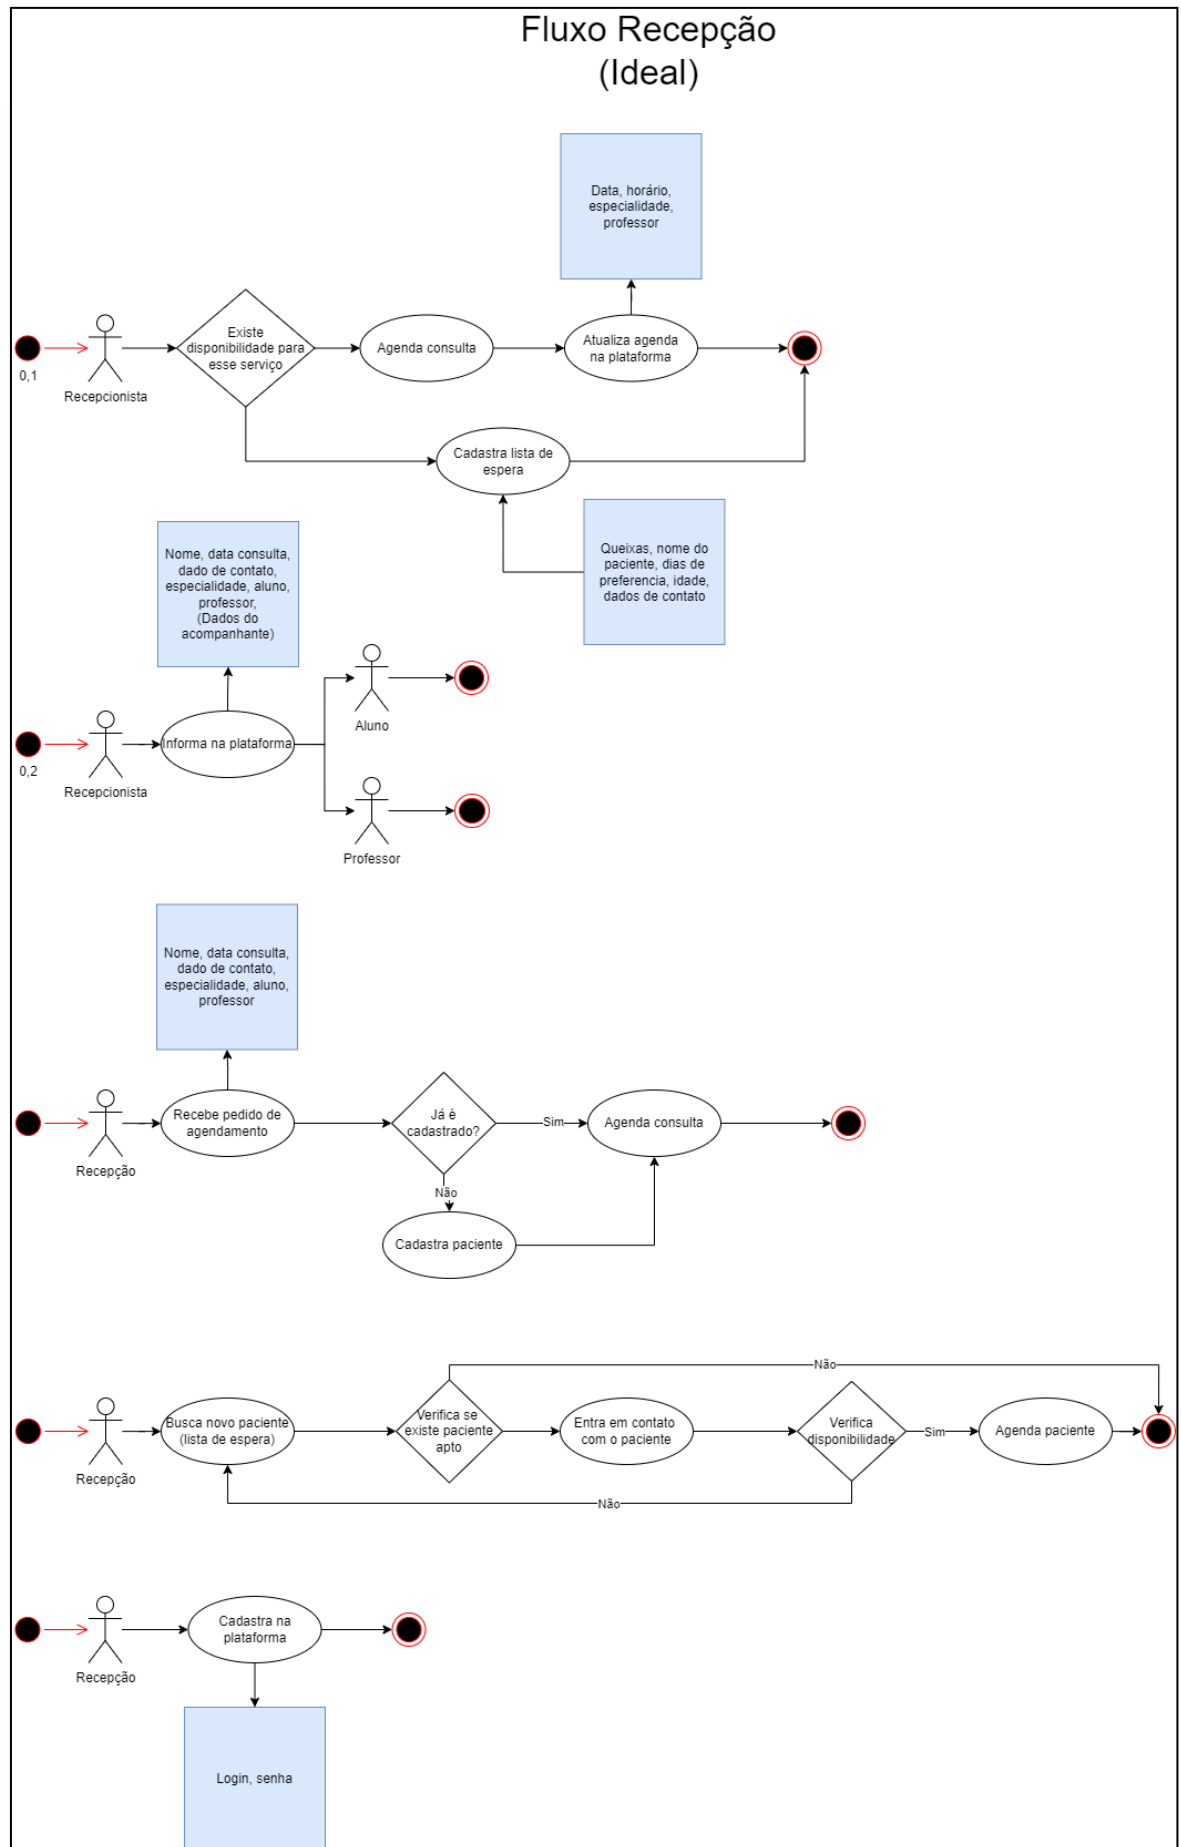 Fluxo Recepção
(Ideal)
Data, horário,
especialidade,
professor
0,1
Recepcionista
Existe
disponibilidade para
esse serviço
Agenda consulta
Atualiza agenda
na plataforma
Cadastra lista de
espera
Queixas, nome do
paciente, dias de
preferencia, idade,
dados de contato
Nome, data consulta,
dado de contato,
especialidade, aluno,
professor,
(Dados do
acompanhante)
0,2
Recepcionista
Informa na plataforma
Aluno
Professor
Nome, data consulta,
dado de contato,
especialidade, aluno,
professor
Recepção
Recebe pedido de
agendamento
Já é
cadastrado?
Sim
Agenda consulta
Não
Cadastra paciente
Não
Recepção
Busca novo paciente
(lista de espera)
Verifica se
existe paciente
apto
Entra em contato
com o paciente
Verifica
disponibilidade
Sim
Agenda paciente
Não
Recepção
Cadastra na
plataforma
Login, senha